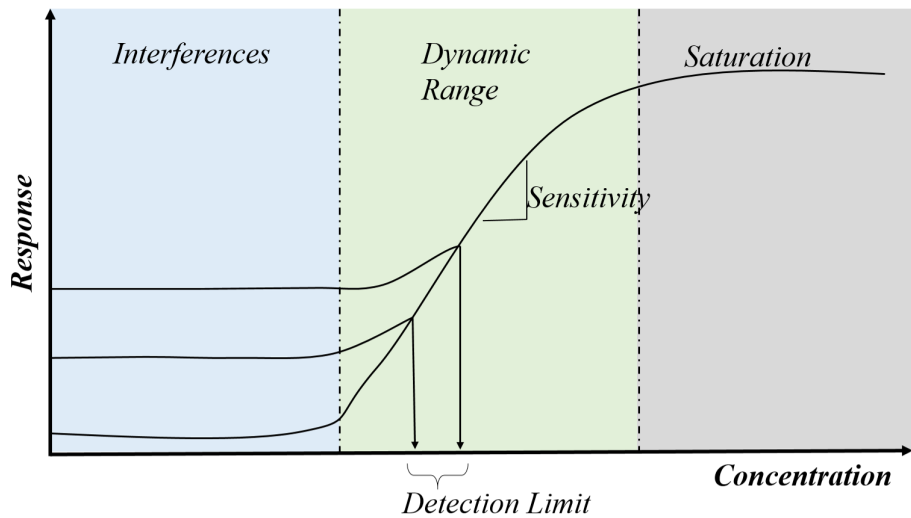 Interferences
Dynamic
Range
Saturation
Sensitivity
Response
Concentration
Detection Limit